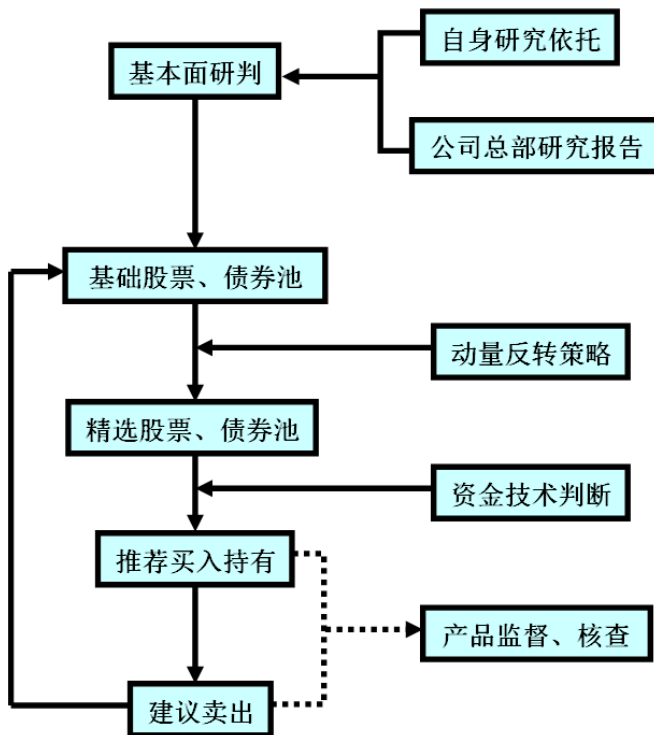 自身研究依托
基本面研判
公司总部研究报告
基础股票、债券池
动量反转策略
精选股票、债券池
资金技术判断
推荐买入持有
产品监督、核查
建议卖出